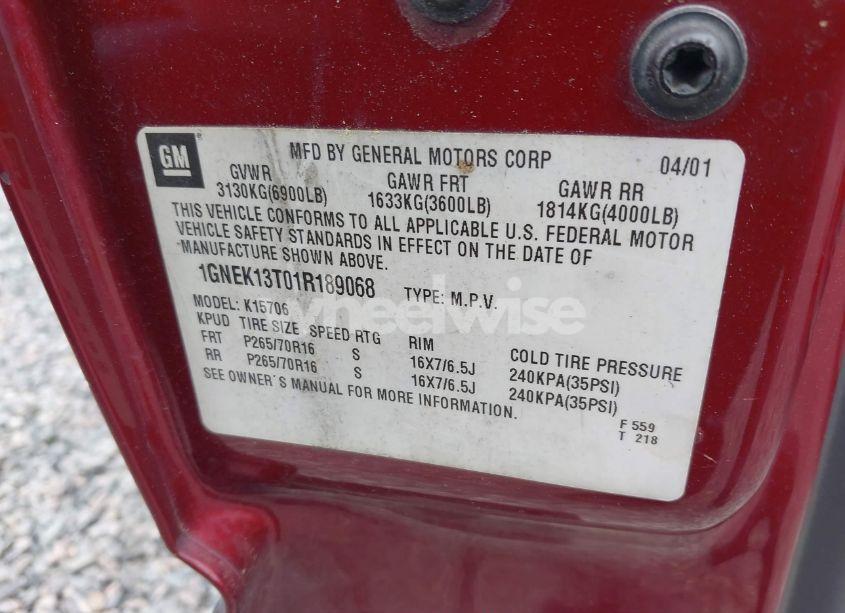 GM ®
MFD BY GENERAL MOTORS CORP 04/01
GVWR GAWR FRT GAWR RR
3130KG(6900LB) 1633KG(3600LB) 1814KG(4000LB)
THIS VEHICLE CONFORMS TO ALL APPLICABLE U.S. FEDERAL MOTOR
VEHICLE SAFETY STANDARDS IN EFFECT ON THE DATE OF
MANUFACTURE SHOWN ABOVE.
1GNEK13T01R189068 TYPE: M.P.V.
MODEL: K15706
KPUD TIRE SIZE SPEED RTG RIM COLD TIRE PRESSURE
FRT P265/70R16 S 16X7/6.5J 240KPA(35PSI)
RR P265/70R16 S 16X7/6.5J 240KPA(35PSI)
SEE OWNER'S MANUAL FOR MORE INFORMATION.
F 559
T 218
wheelwise